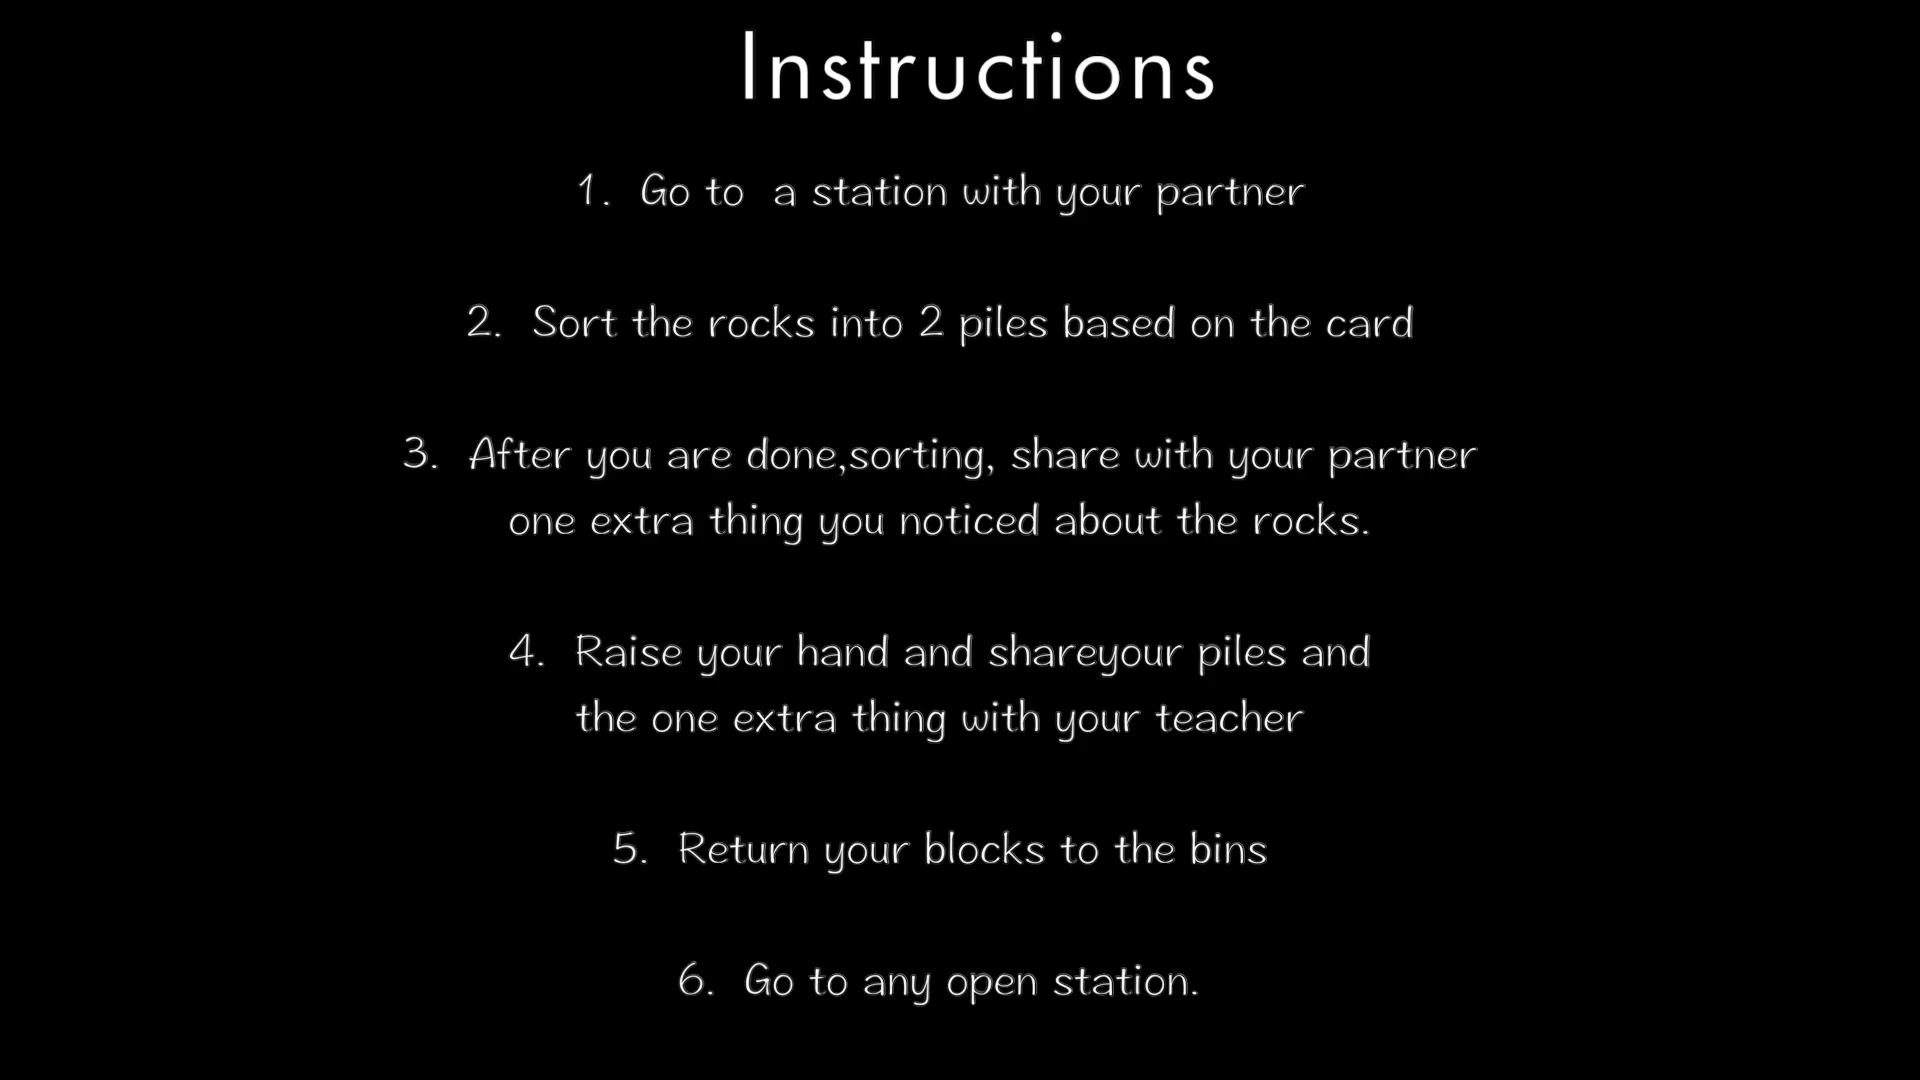 Instructions
1. Go to a station with your partner
2. Sort the rocks into 2 piles based on the card
3. After you are done,sorting, share with your partner
one extra thing you noticed about the rocks.
4. Raise your hand and shareyour piles and
the one extra thing with your teacher
5. Return your blocks to the bins
6. Go to any open station.